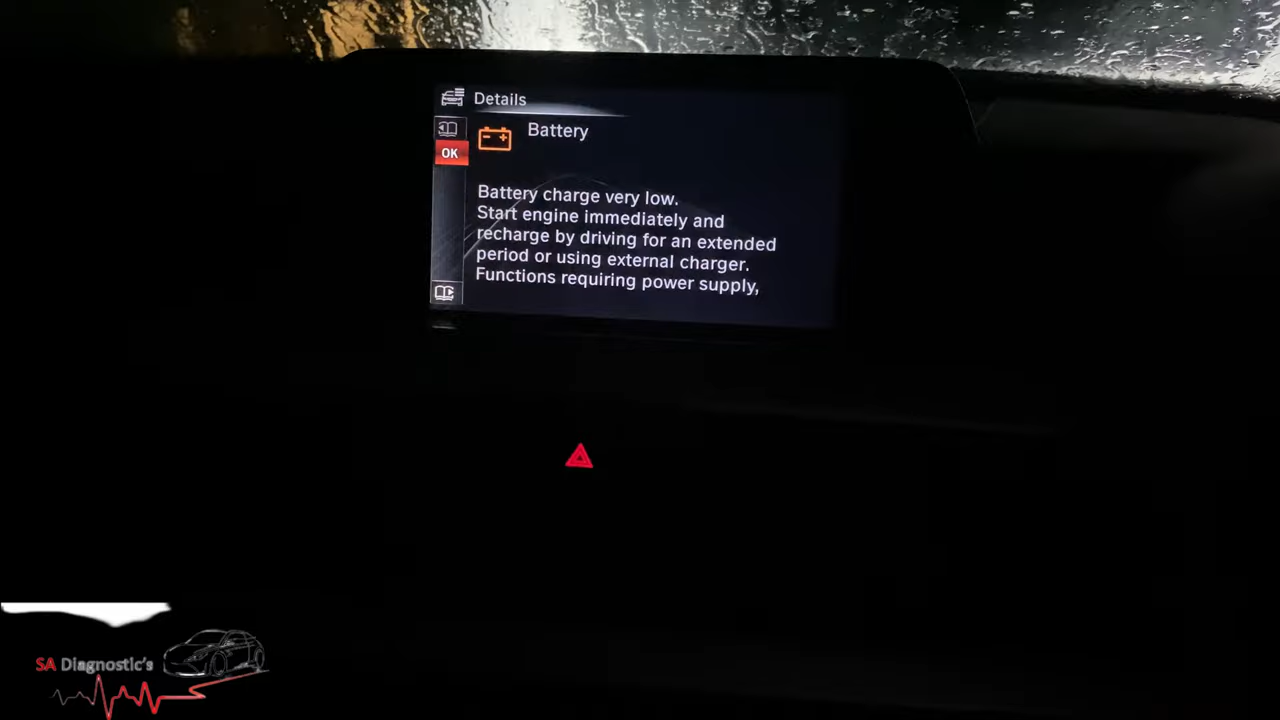 Details
Battery
OK
Battery charge very low.
Start engine immediately and
recharge by driving for an extended
period or using external charger.
Functions requiring power supply,
SA Diagnostic's